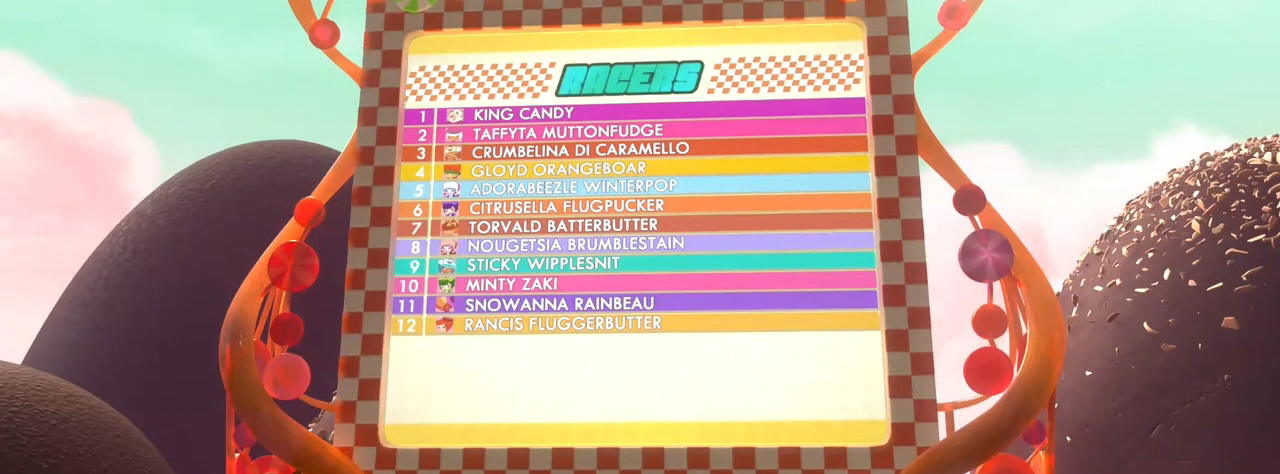 RACERS
1 KING CANDY
2 TAFFYTA MUTTONFUDGE
3 CRUMBELINA DI CARAMELLO
4 GLOYD ORANGEBOAR
5 ADORABEEZLE WINTERPOP
6 CITRUSELLA FLUGPUCKER
7 TORVALD BATTERBUTTER
8 NOUGETSIA BRUMBLESTAIN
9 STICKY WIPPLESNIT
10 MINTY ZAKI
11 SNOWANNA RAINBEAU
12 RANCIS FLUGGERBUTTER